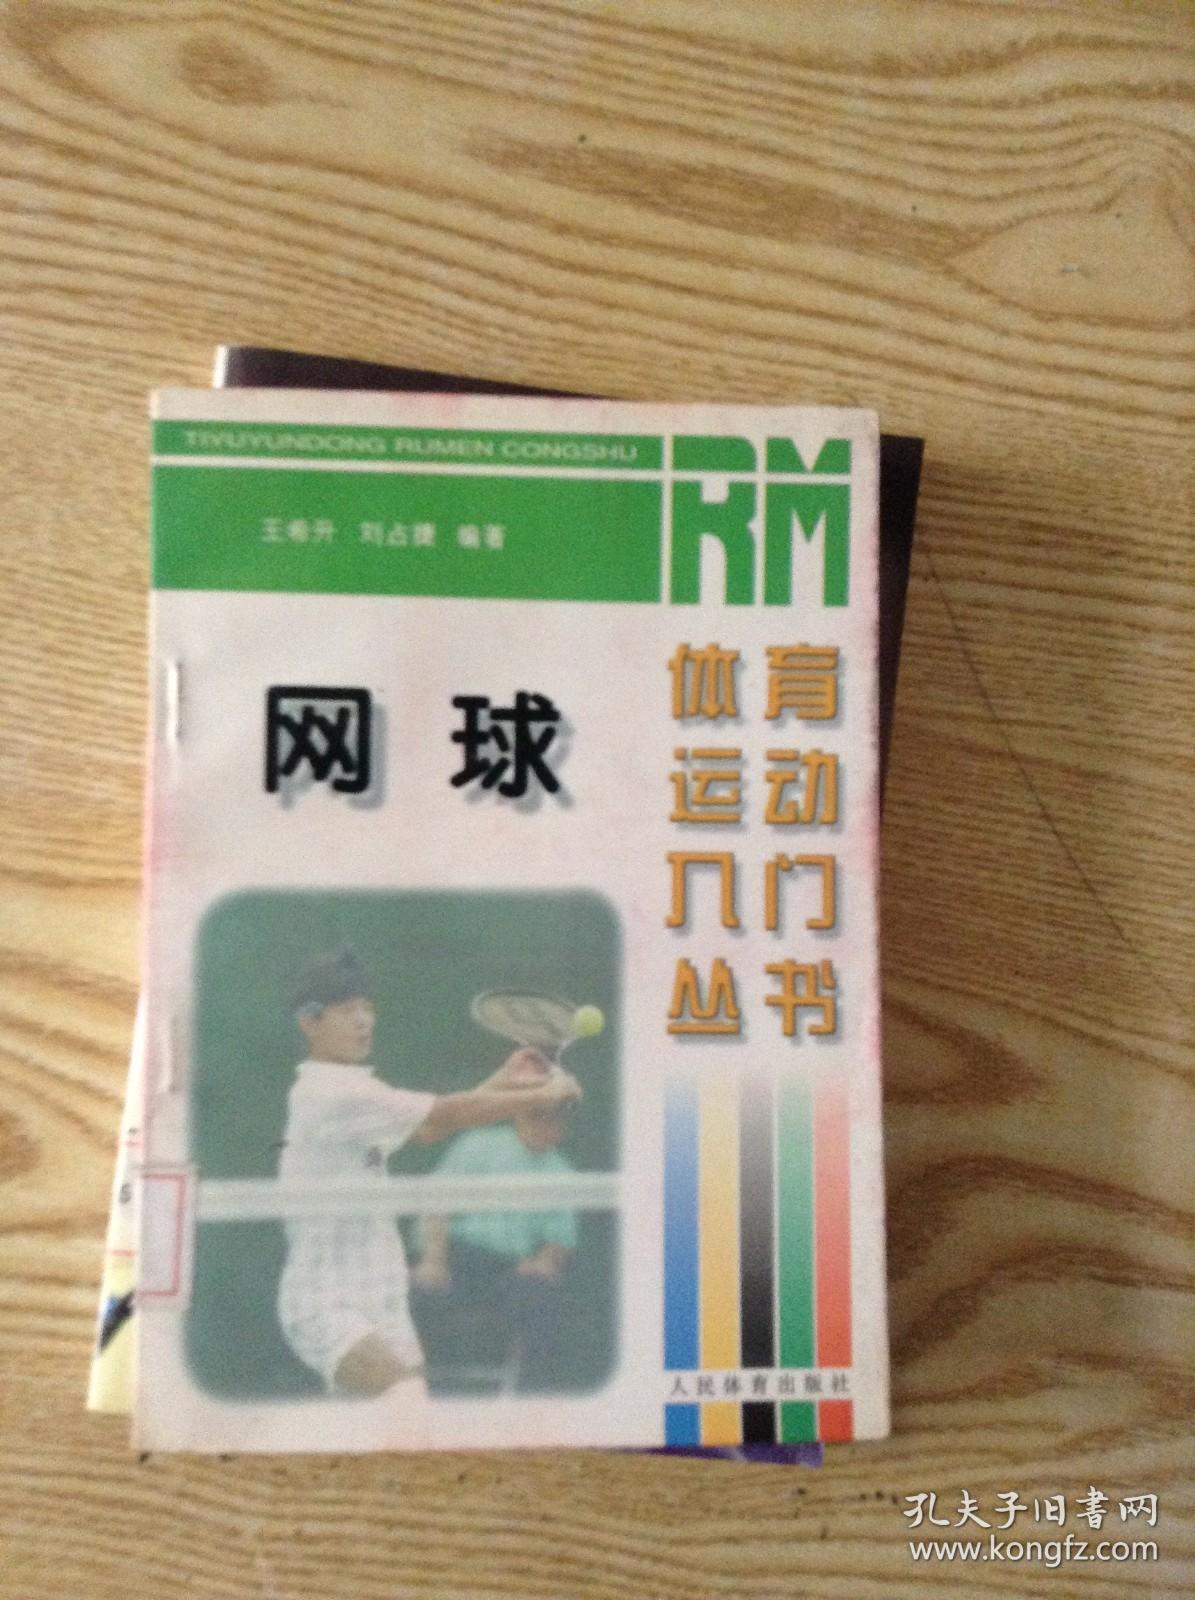 TIYUYUNDONG RUMEN CONGSHU
RM
王希升 刘占捷 编著
网球
体育
运动
入门
丛书
人民体育出版社
孔夫子旧书网
www.kongfz.com